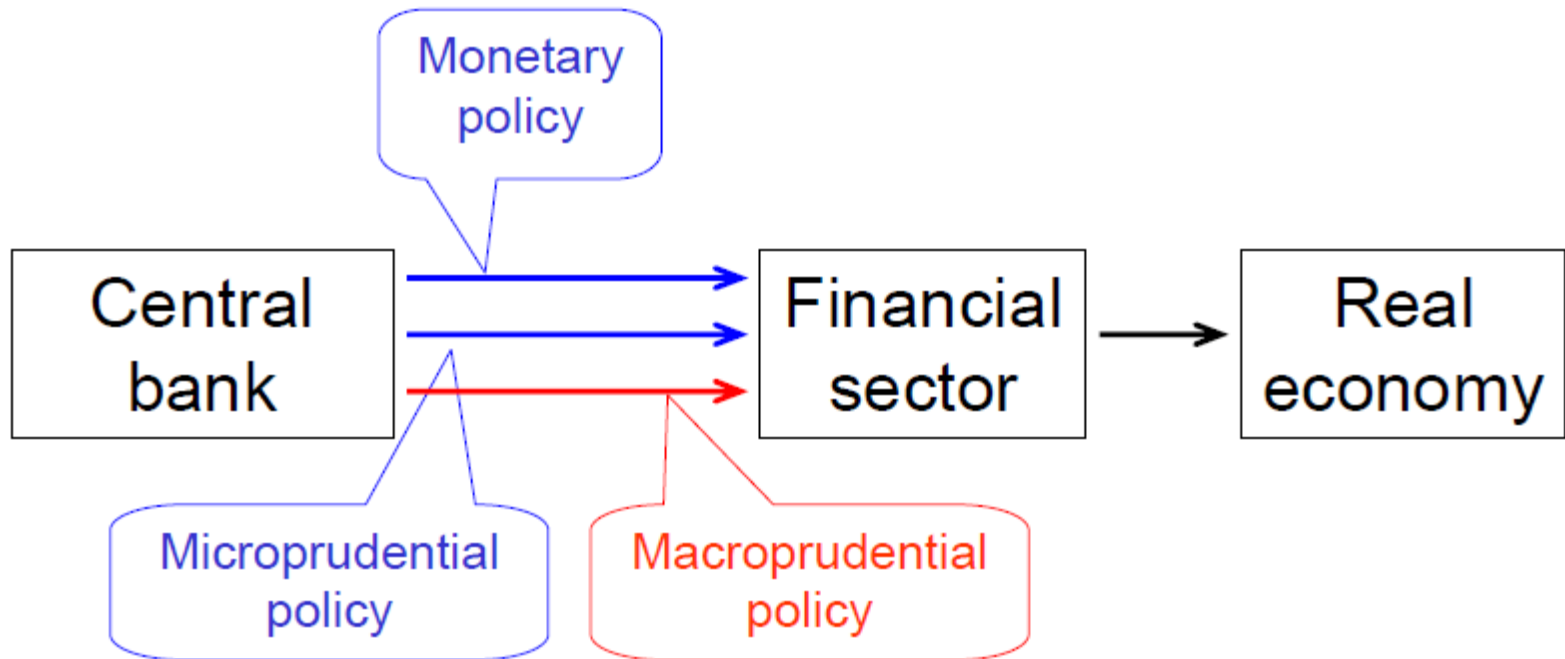 Monetary
policy
Central
bank
Financial
sector
Real
economy
Microprudential
policy
Macroprudential
policy